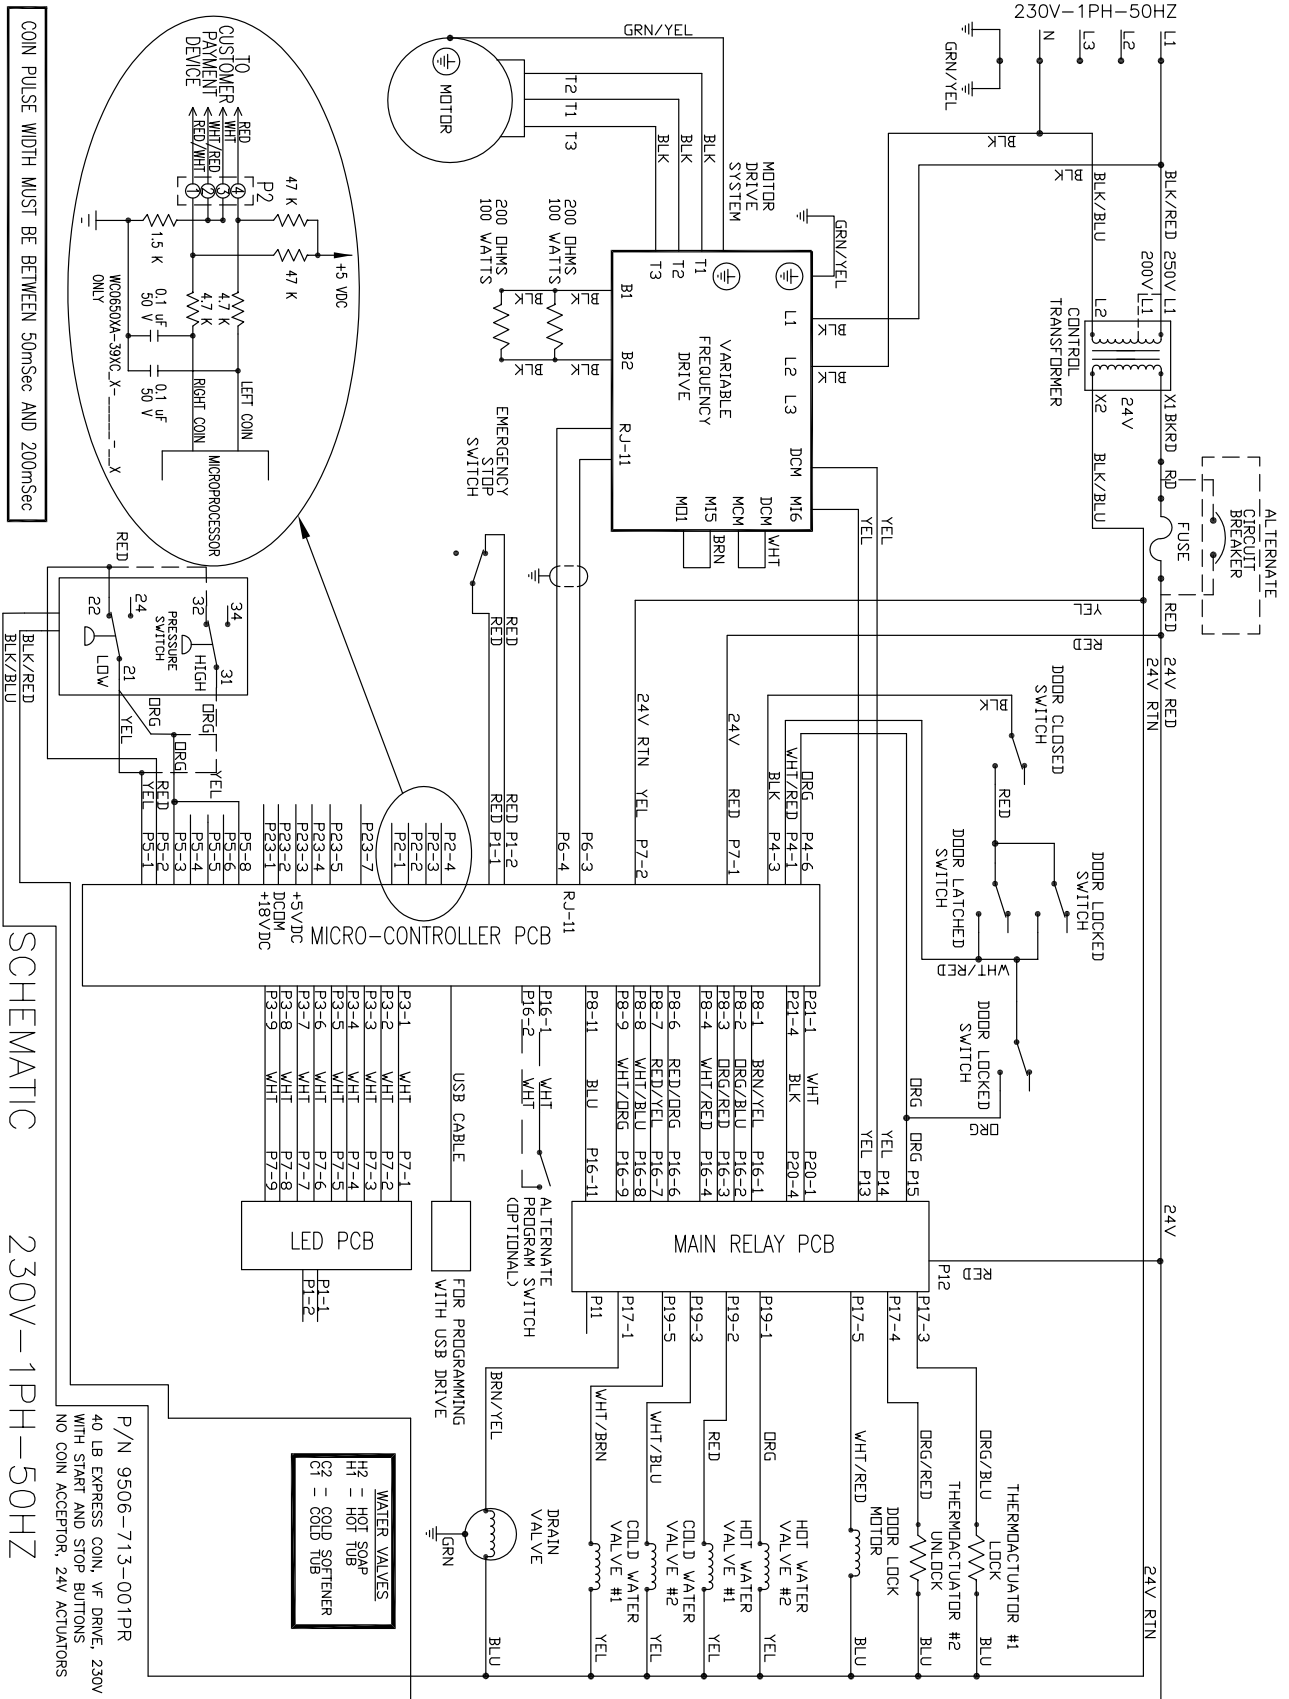 230V-1PH-50HZ
L1
L2
L3
N
GRN/YEL
BLK
BLK
BLK/RED
250V
L1
200V
L1
BLK/BLU
L2
CONTROL
TRANSFORMER
24V
X1
BKRD
RD
X2
BLK/BLU
FUSE
ALTERNATE
CIRCUIT
BREAKER
RED
24V RED
24V RTN
YEL
RED
24V
24V RTN
GRN/YEL
MOTOR
T2
T1
T3
BLK
BLK
BLK
MOTOR
DRIVE
SYSTEM
GRN/YEL
T1
T2
T3
L1
BLK
L2
BLK
L3
DCM
MI6
VARIABLE
FREQUENCY
DRIVE
B1
B2
RJ-11
DCM
MCM
MI5
MO1
WHT
BRN
YEL
YEL
200 OHMS
100 WATTS
200 OHMS
100 WATTS
BLK
BLK
BLK
BLK
EMERGENCY
STOP
SWITCH
RED
RED
RED P1-2
RED P1-1
TO
CUSTOMER
PAYMENT
DEVICE
RED
WHT
WHT/RED
RED/WHT
P2
4
3
2
1
47 K
47 K
+5 VDC
1.5 K
4.7 K
4.7 K
0.1 uF
50 V
0.1 uF
50 V
WC0650XA-39XC_X-_____-_X
ONLY
LEFT COIN
RIGHT COIN
MICROPROCESSOR
COIN PULSE WIDTH MUST BE BETWEEN 50mSec AND 200mSec
RED
34
32
31
HIGH
PRESSURE
SWITCH
24
22
21
LOW
ORG
ORG
ORG
YEL
YEL
BLK/RED
BLK/BLU
DOOR CLOSED
SWITCH
BLK
RED
DOOR LATCHED
SWITCH
DOOR LOCKED
SWITCH
WHT/RED
DOOR LOCKED
SWITCH
ORG
ORG
ORG P4-6
WHT/RED P4-1
BLK P4-3
24V RED P7-1
24V RTN YEL P7-2
P6-3
P6-4
P2-4
P2-3
P2-2
P2-1
P23-7
P23-5
P23-4
P23-3
P23-2
P23-1
P5-8
P5-6
P5-5
P5-4
P5-3
RED P5-2
YEL P5-1
RJ-11
+5VDC
DCOM
+18VDC
MICRO-CONTROLLER PCB
P21-1 WHT P20-1
P21-4 BLK P20-4
P8-1 BRN/YEL P16-1
P8-2 ORG/BLU P16-2
P8-3 ORG/RED P16-3
P8-4 WHT/RED P16-4
P8-6 RED/ORG P16-6
P8-7 RED/YEL P16-7
P8-8 WHT/BLU P16-8
P8-9 WHT/ORG P16-9
P8-11 BLU P16-11
P16-1 WHT
P16-2 WHT
ALTERNATE
PROGRAM SWITCH
(OPTIONAL)
USB CABLE
FOR PROGRAMMING
WITH USB DRIVE
P3-1 WHT P7-1
P3-2 WHT P7-2
P3-3 WHT P7-3
P3-4 WHT P7-4
P3-5 WHT P7-5
P3-6 WHT P7-6
P3-7 WHT P7-7
P3-8 WHT P7-8
P3-9 WHT P7-9
LED PCB
P1-1
P1-2
ORG P15
YEL P14
YEL P13
MAIN RELAY PCB
P12
RED
P17-3
P17-4
P17-5
P19-1
P19-2
P19-3
P19-5
P17-1
P11
THERMOACTUATOR #1
LOCK
ORG/BLU
BLU
THERMOACTUATOR #2
UNLOCK
ORG/RED
BLU
DOOR LOCK
MOTOR
WHT/RED
BLU
HOT WATER
VALVE #2
ORG
YEL
HOT WATER
VALVE #1
RED
YEL
COLD WATER
VALVE #2
WHT/BLU
YEL
COLD WATER
VALVE #1
WHT/BRN
YEL
DRAIN
VALVE
BRN/YEL
GRN
BLU
WATER VALVES
H2 - HOT SOAP
H1 - HOT TUB
C2 - COLD SOFTENER
C1 - COLD TUB
P/N 9506-713-001PR
40 LB EXPRESS COIN, VF DRIVE, 230V
WITH START AND STOP BUTTONS
NO COIN ACCEPTOR, 24V ACTUATORS
SCHEMATIC 230V-1PH-50HZ